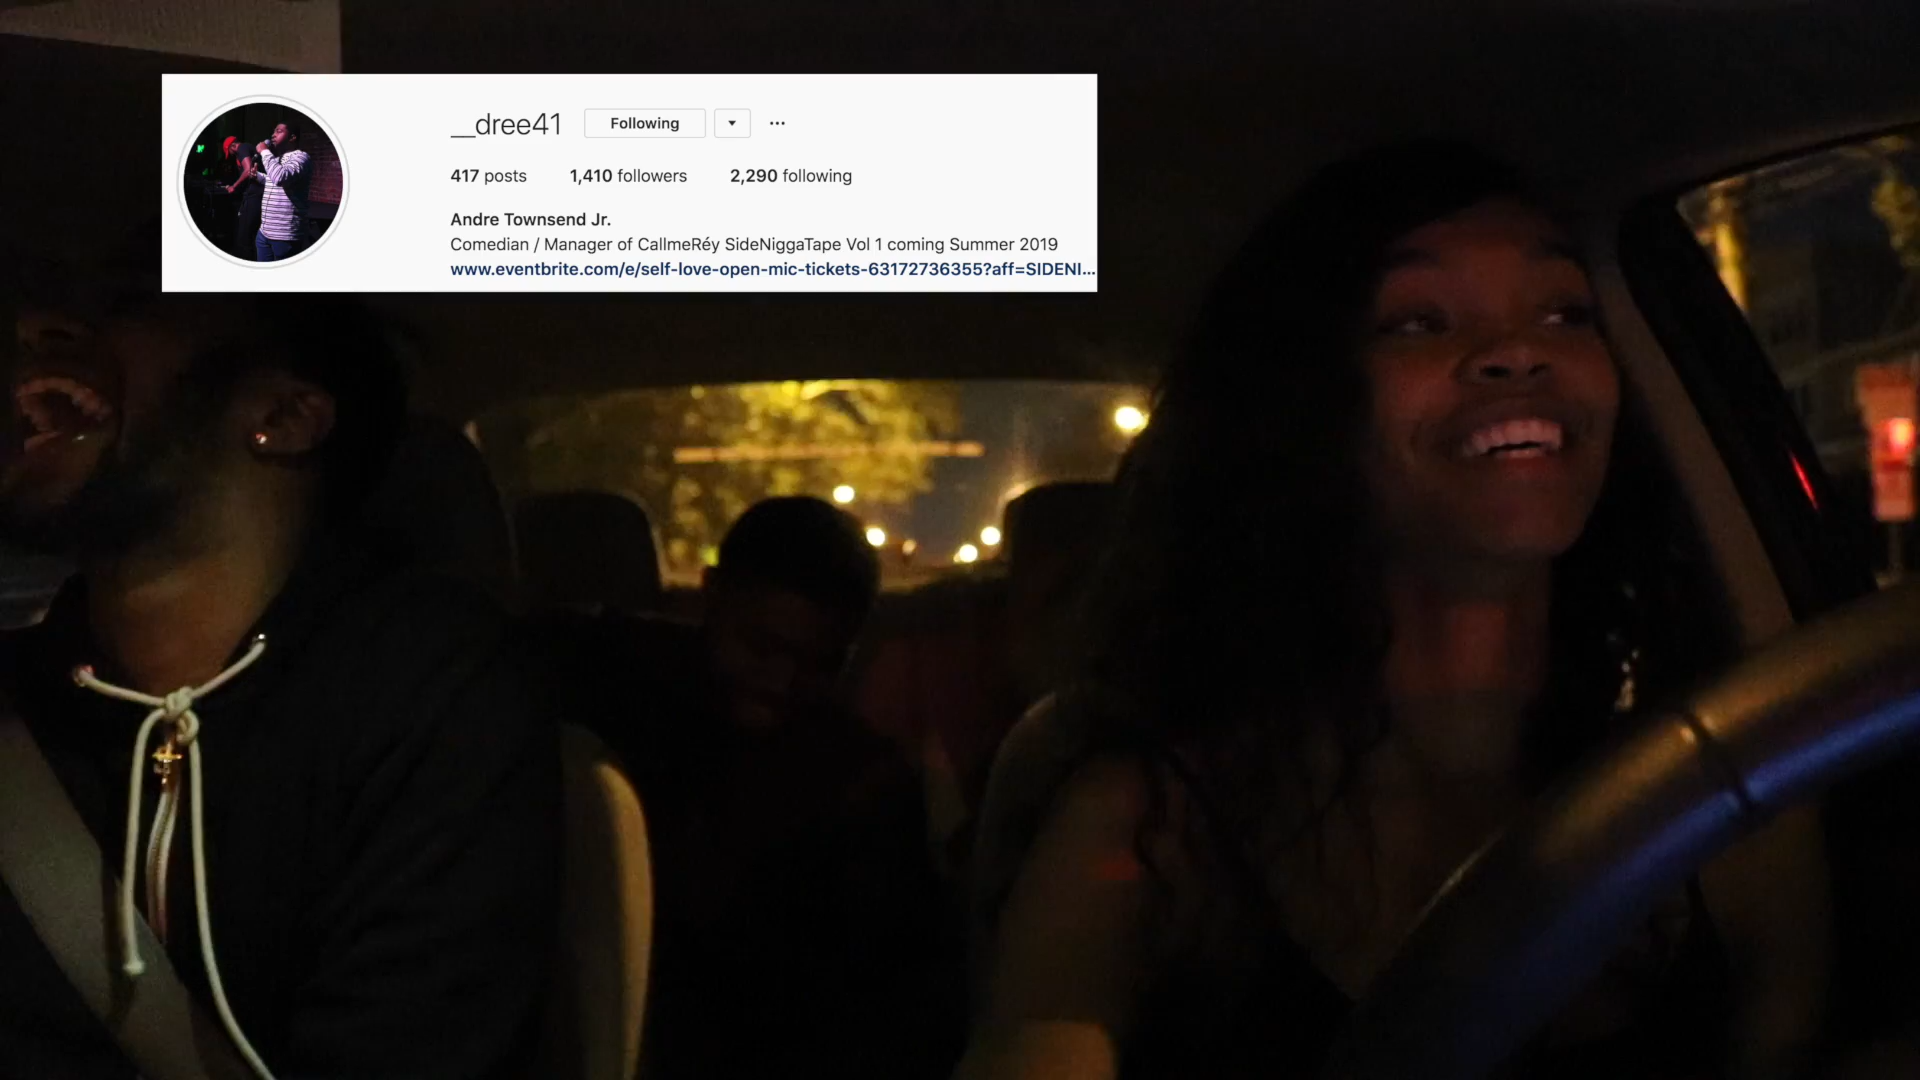 __dree41 Following ...
417 posts 1,410 followers 2,290 following
Andre Townsend Jr.
Comedian / Manager of CallmeRéy SideNiggaTape Vol 1 coming Summer 2019
www.eventbrite.com/e/self-love-open-mic-tickets-63172736355?aff=SIDENI...